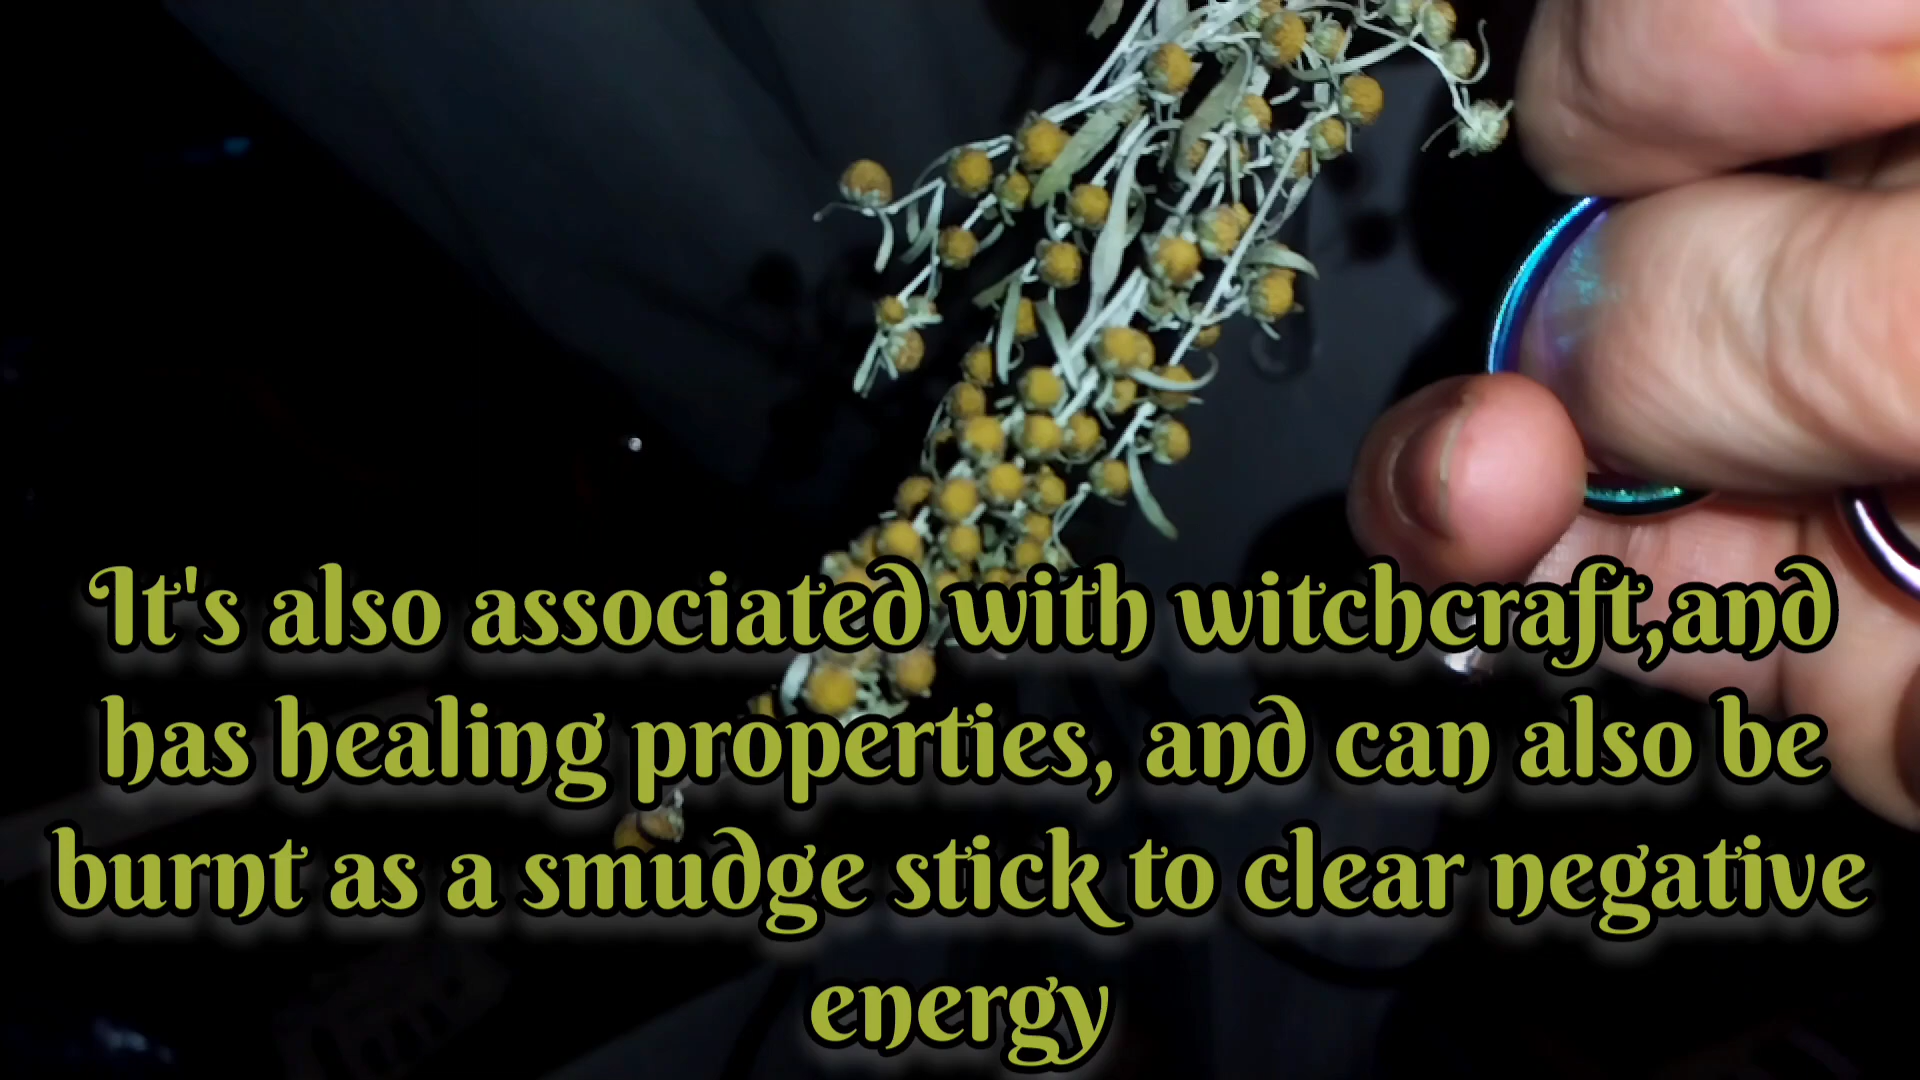 It's also associated with witchcraft,and
has healing properties, and can also be
burnt as a smudge stick to clear negative
energy